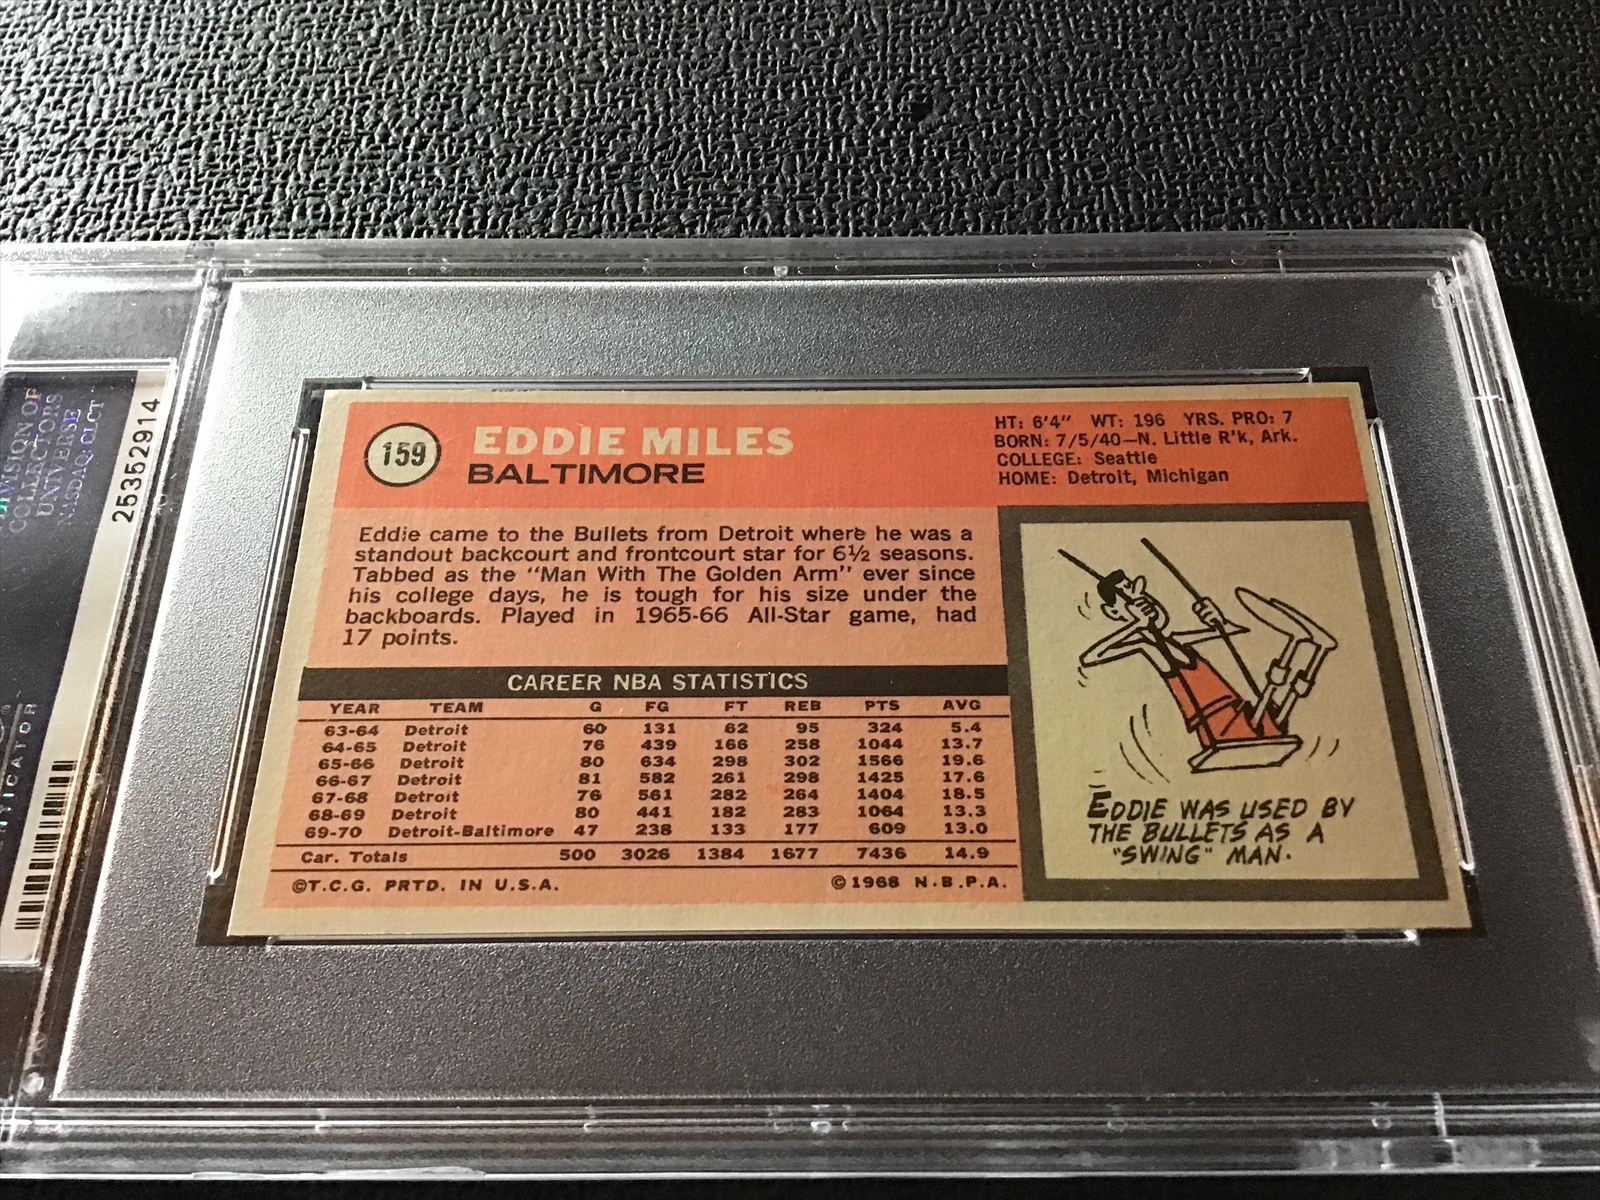 DIVISION OF
COLLECTORS
UNIVERSE
NASDAQ: CLCT
25352914
159
EDDIE MILES
BALTIMORE
HT: 6'4" WT: 196 YRS. PRO: 7
BORN: 7/5/40—N. Little R'k, Ark.
COLLEGE: Seattle
HOME: Detroit, Michigan
Eddie came to the Bullets from Detroit where he was a
standout backcourt and frontcourt star for 6½ seasons.
Tabbed as the "Man With The Golden Arm" ever since
his college days, he is tough for his size under the
backboards. Played in 1965-66 All-Star game, had
17 points.
CAREER NBA STATISTICS
YEAR TEAM G FG FT REB PTS AVG
63-64 Detroit 60 131 62 95 324 5.4
64-65 Detroit 76 439 166 258 1044 13.7
65-66 Detroit 80 634 298 302 1566 19.6
66-67 Detroit 81 582 261 298 1425 17.6
67-68 Detroit 76 561 282 264 1404 18.5
68-69 Detroit 80 441 182 283 1064 13.3
69-70 Detroit-Baltimore 47 238 133 177 609 13.0
Car. Totals 500 3026 1384 1677 7436 14.9
©T.C.G. PRTD. IN U.S.A. ©1968 N.B.P.A.
EDDIE WAS USED BY
THE BULLETS AS A
"SWING" MAN.